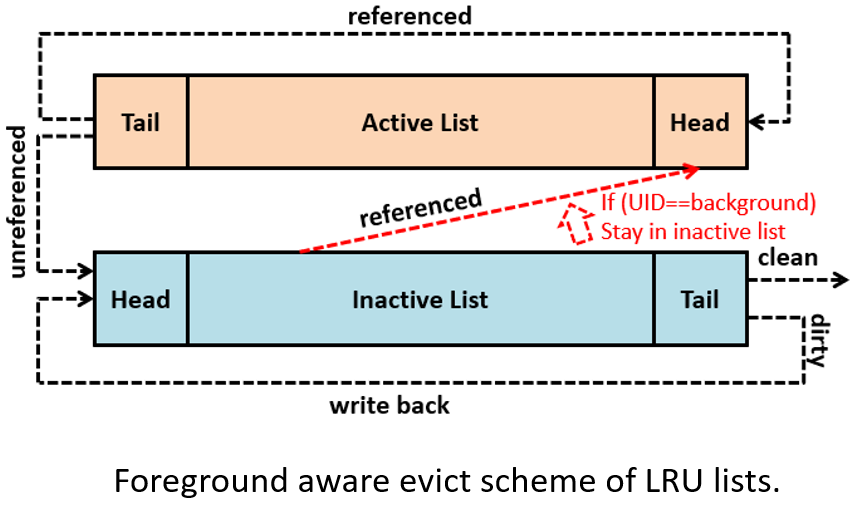 referenced
Tail
Active List
Head
unreferenced
referenced
If (UID==background)
Stay in inactive list
clean
Head
Inactive List
Tail
dirty
write back
Foreground aware evict scheme of LRU lists.